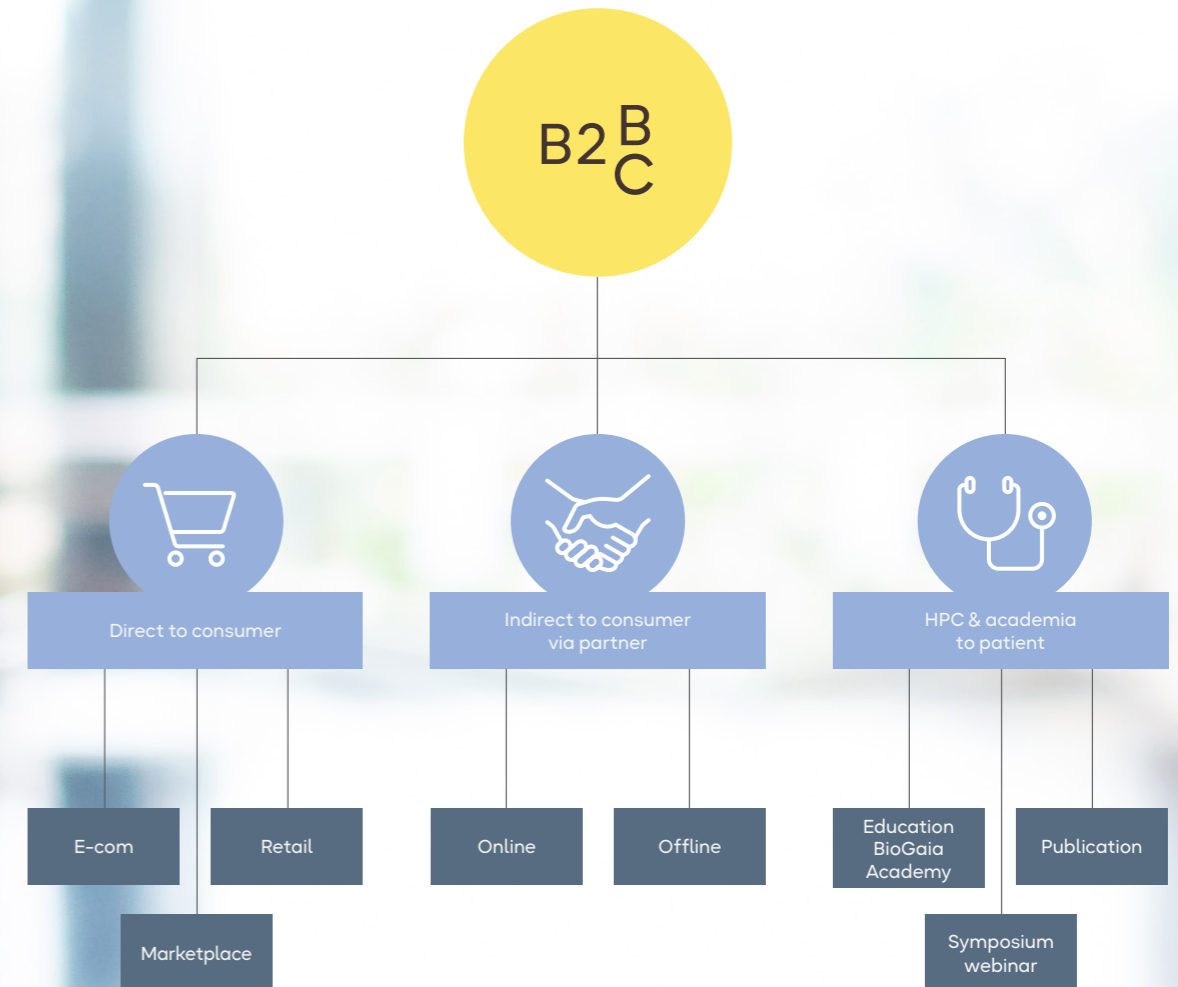 B2B
C
Direct to consumer
Indirect to consumer
via partner
HPC & academia
to patient
E-com
Retail
Online
Offline
Education
BioGaia
Academy
Publication
Marketplace
Symposium
webinar